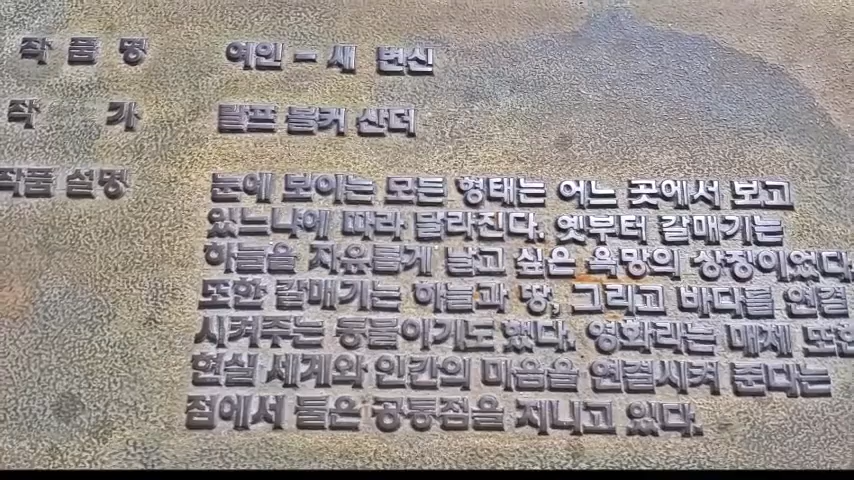 작품명 여인 – 새 변신
작 가 랄프 볼커 산더
작품설명 눈에 보이는 모든 형태는 어느 곳에서 보고
있느냐에 따라 달라진다. 옛부터 갈매기는
하늘을 자유롭게 날고 싶은 욕망의 상징이었다.
또한 갈매기는 하늘과 땅, 그리고 바다를 연결
시켜주는 동물이기도 했다. 영화라는 매체 또한
현실 세계와 인간의 마음을 연결시켜 준다는
점에서 둘은 공통점을 지니고 있다.